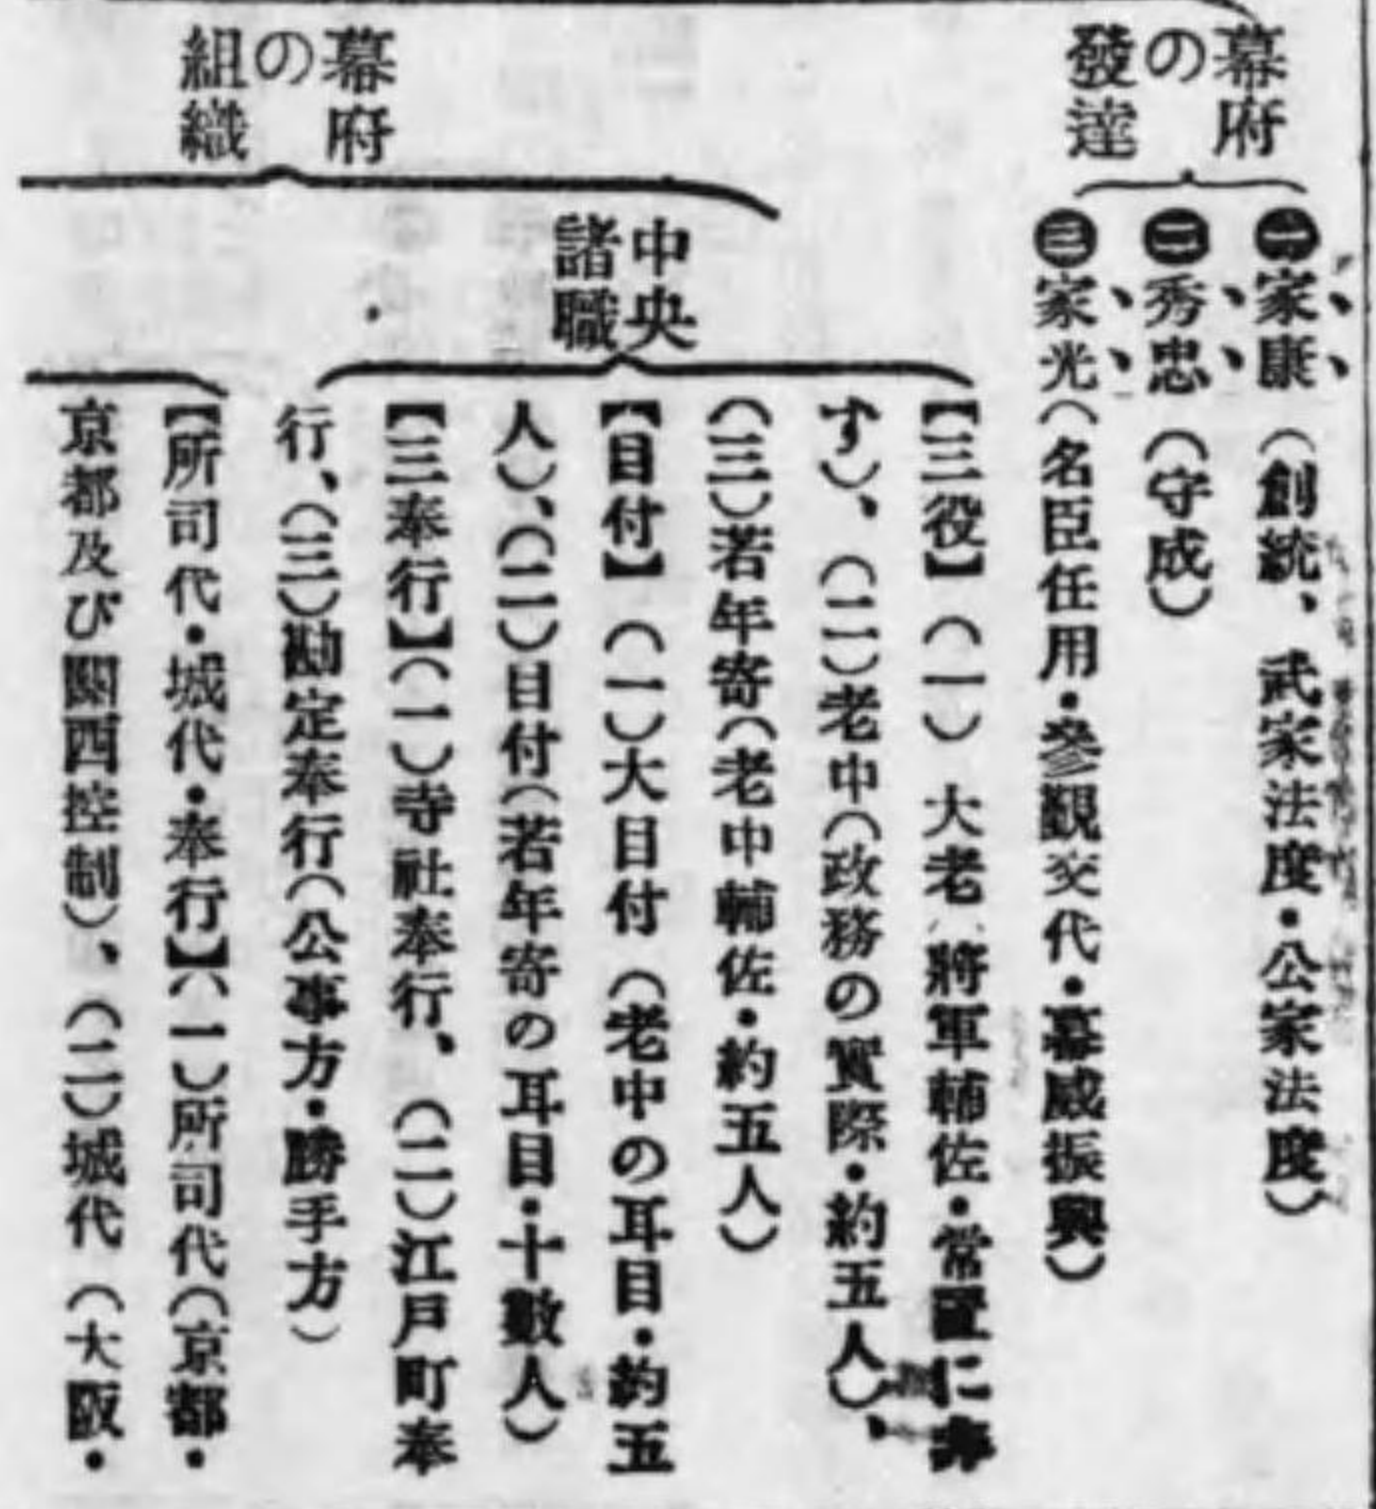 幕府
の
發達
㊀家康（創統、武家法度・公家法度）
㊁秀忠（守成）
㊂家光（名臣任用・參覲交代・幕威振興）
幕府
の
組織
中央
諸職
【三役】（一）大老（將軍輔佐・常置に非
す）、（二）老中（政務の實際・約五人）、
（三）若年寄（老中輔佐・約五人）
【目付】（一）大目付（老中の耳目・約五
人）、（二）目付（若年寄の耳目・十數人）
【三奉行】（一）寺社奉行、（二）江戸町奉
行、（三）勘定奉行（公事方・勝手方）
【所司代・城代・奉行】（一）所司代（京都・
京都及び關西控制）、（二）城代（大阪・